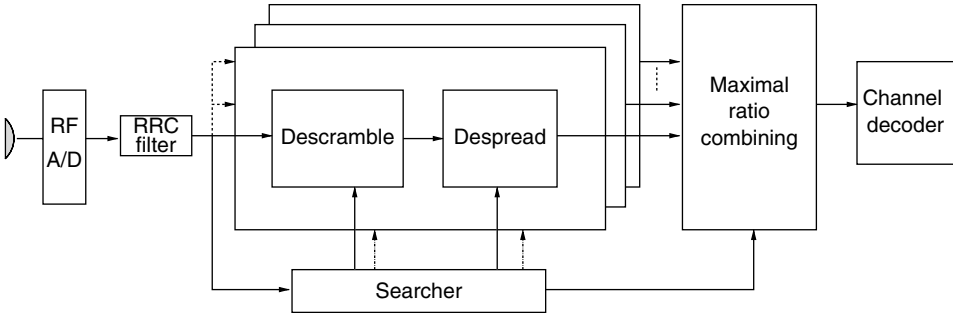 RF
A/D
RRC
filter
Descramble
Despread
Maximal
ratio
combining
Channel
decoder
Searcher